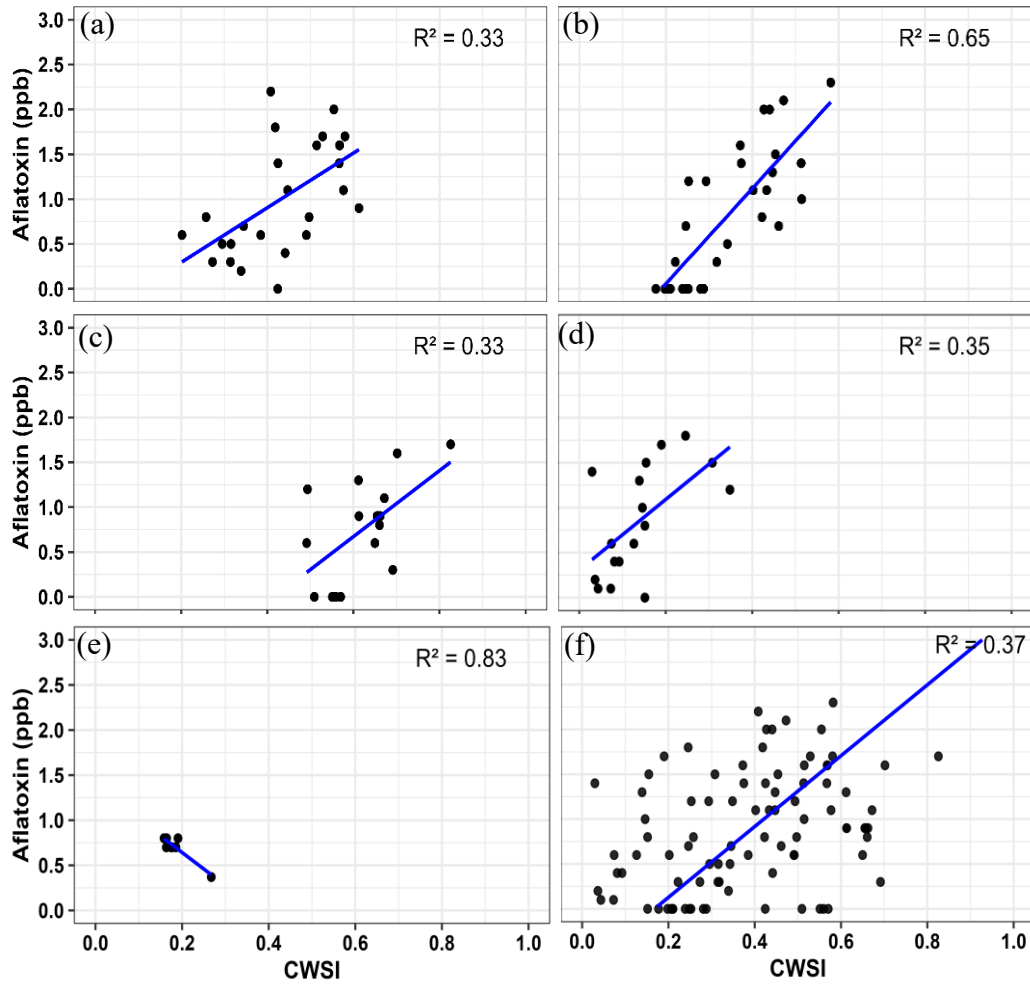 (a)
R² = 0.33
(b)
R² = 0.65
Aflatoxin (ppb)
3.0
2.5
2.0
1.5
1.0
0.5
0.0
(c)
R² = 0.33
(d)
R² = 0.35
Aflatoxin (ppb)
3.0
2.5
2.0
1.5
1.0
0.5
0.0
(e)
R² = 0.83
(f)
R² = 0.37
Aflatoxin (ppb)
3.0
2.5
2.0
1.5
1.0
0.5
0.0
0.0 0.2 0.4 0.6 0.8 1.0
CWSI
0.0 0.2 0.4 0.6 0.8 1.0
CWSI